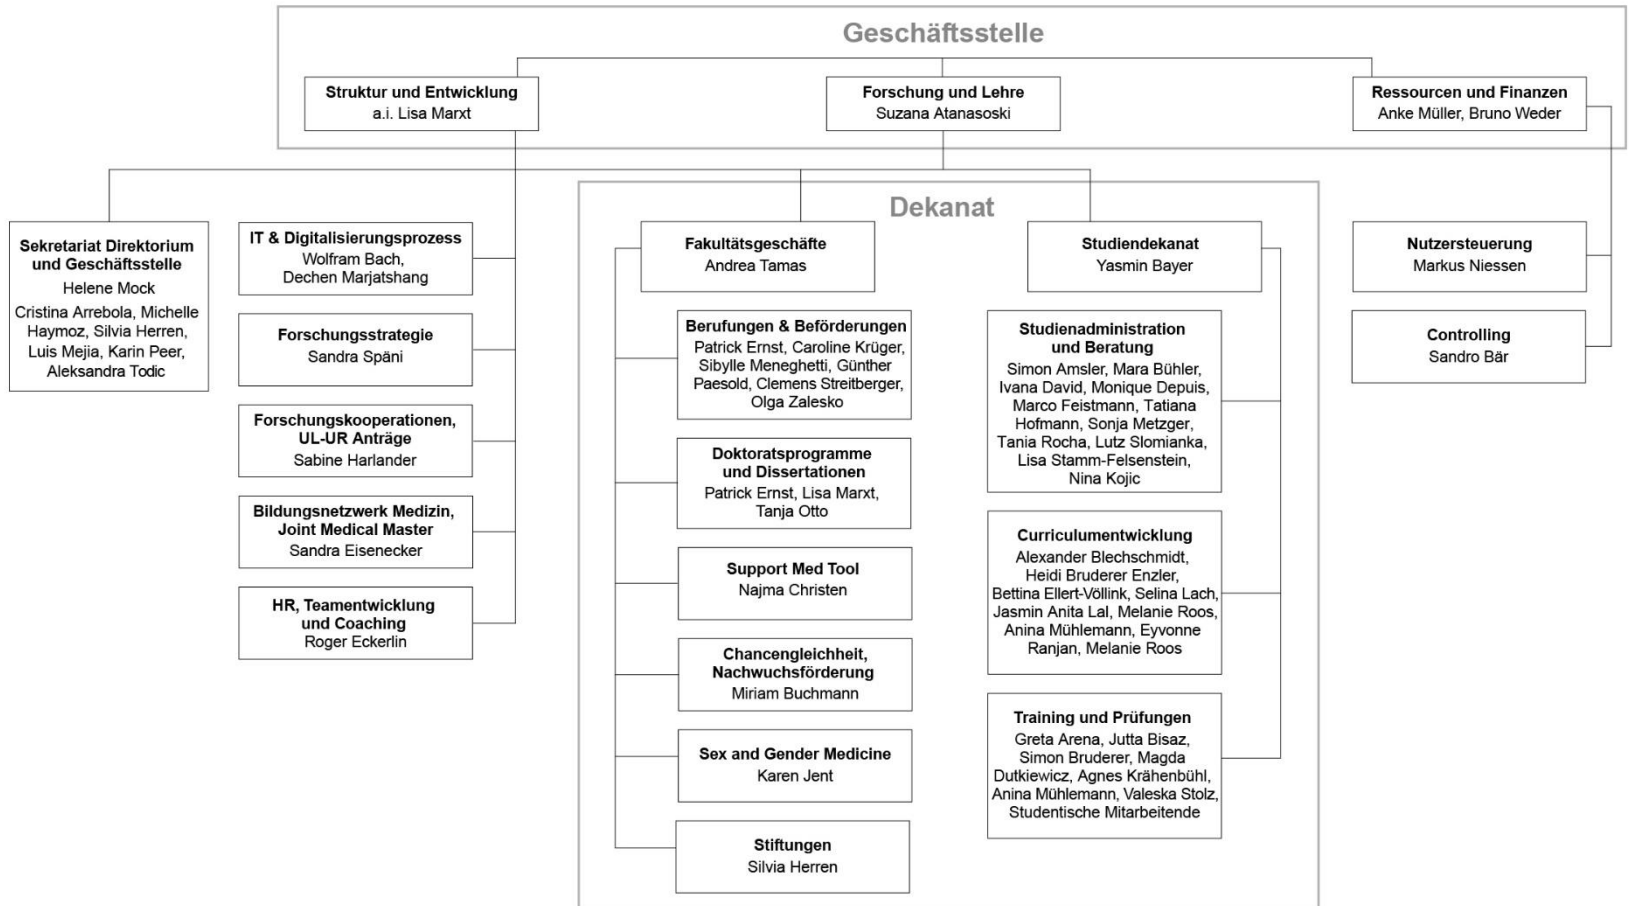 Geschäftsstelle
Struktur und Entwicklung
a.i. Lisa Marxt
Forschung und Lehre
Suzana Atanasoski
Ressourcen und Finanzen
Anke Müller, Bruno Weder
Sekretariat Direktorium
und Geschäftsstelle
Helene Mock
Cristina Arrebola, Michelle
Haymoz, Silvia Herren,
Luis Mejia, Karin Peer,
Aleksandra Todic
IT & Digitalisierungsprozess
Wolfram Bach,
Dechen Marjatshang
Forschungsstrategie
Sandra Späni
Forschungskooperationen,
UL-UR Anträge
Sabine Harlander
Bildungsnetzwerk Medizin,
Joint Medical Master
Sandra Eisenecker
HR, Teamentwicklung
und Coaching
Roger Eckerlin
Dekanat
Fakultätsgeschäfte
Andrea Tamas
Berufungen & Beförderungen
Patrick Ernst, Caroline Krüger,
Sibylle Meneghetti, Günther
Paesold, Clemens Streitberger,
Olga Zalesko
Doktoratsprogramme
und Dissertationen
Patrick Ernst, Lisa Marxt,
Tanja Otto
Support Med Tool
Najma Christen
Chancengleichheit,
Nachwuchsförderung
Miriam Buchmann
Sex and Gender Medicine
Karen Jent
Stiftungen
Silvia Herren
Studiendekanat
Yasmin Bayer
Studienadministration
und Beratung
Simon Amsler, Mara Bühler,
Ivana David, Monique Depuis,
Marco Feistmann, Tatiana
Hofmann, Sonja Metzger,
Tania Rocha, Lutz Slomianka,
Lisa Stamm-Felsenstein,
Nina Kojic
Curriculumentwicklung
Alexander Blechschmidt,
Heidi Bruderer Enzler,
Bettina Ellert-Völlink, Selina Lach,
Jasmin Anita Lal, Melanie Roos,
Anina Mühlemann, Eyvonne
Ranjan, Melanie Roos
Training und Prüfungen
Greta Arena, Jutta Bisaz,
Simon Bruderer, Magda
Dutkiewicz, Agnes Krähenbühl,
Anina Mühlemann, Valeska Stolz,
Studentische Mitarbeitende
Nutzersteuerung
Markus Niessen
Controlling
Sandro Bär